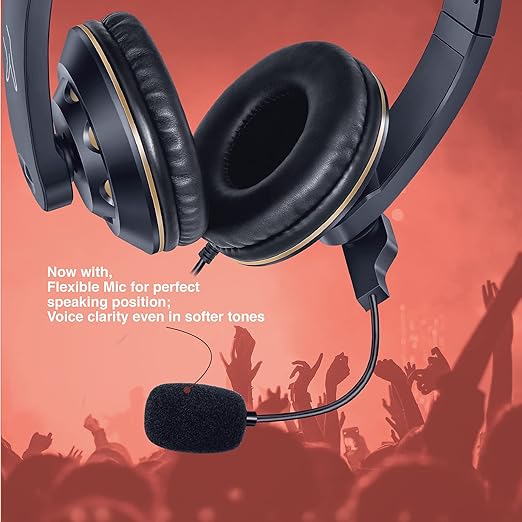 Now with,
Flexible Mic for perfect
speaking position;
Voice clarity even in softer tones